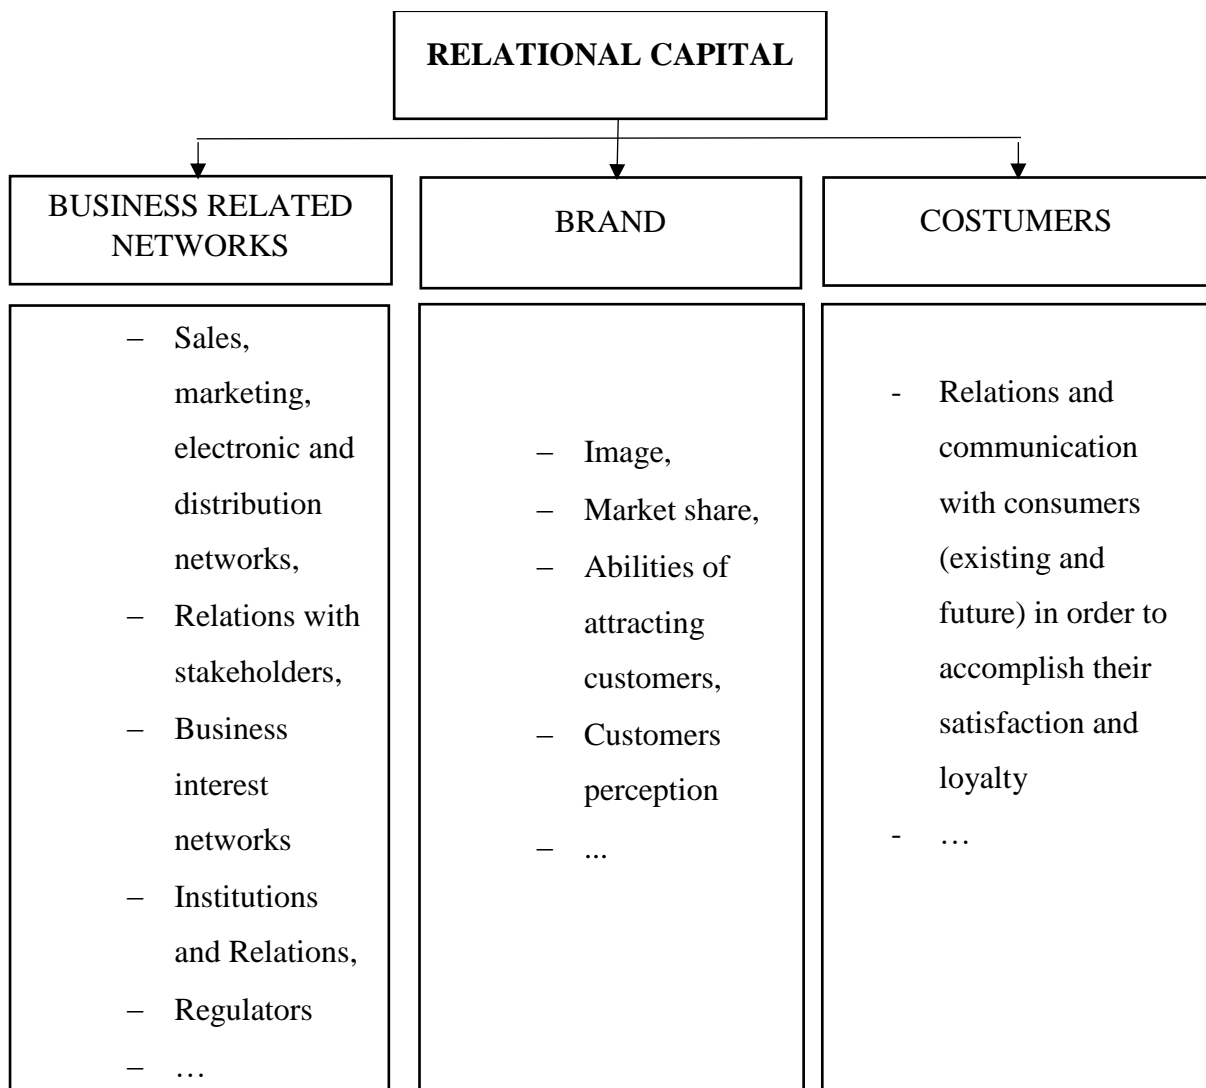 RELATIONAL CAPITAL
BUSINESS RELATED
NETWORKS
– Sales,
marketing,
electronic and
distribution
networks,
– Relations with
stakeholders,
– Business
interest
networks
– Institutions
and Relations,
– Regulators
– …
BRAND
– Image,
– Market share,
– Abilities of
attracting
customers,
– Customers
perception
– ...
COSTUMERS
- Relations and
communication
with consumers
(existing and
future) in order to
accomplish their
satisfaction and
loyalty
- …